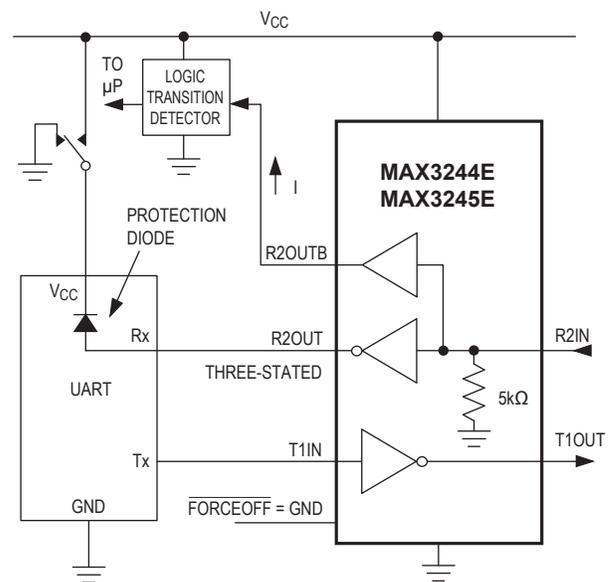 VCC
TO
µP
LOGIC
TRANSITION
DETECTOR
MAX3244E
MAX3245E
I
PROTECTION
DIODE
R2OUTB
VCC
Rx
R2OUT
R2IN
THREE-STATED
UART
5kΩ
T1OUT
Tx
T1IN
GND
FORCEOFF = GND